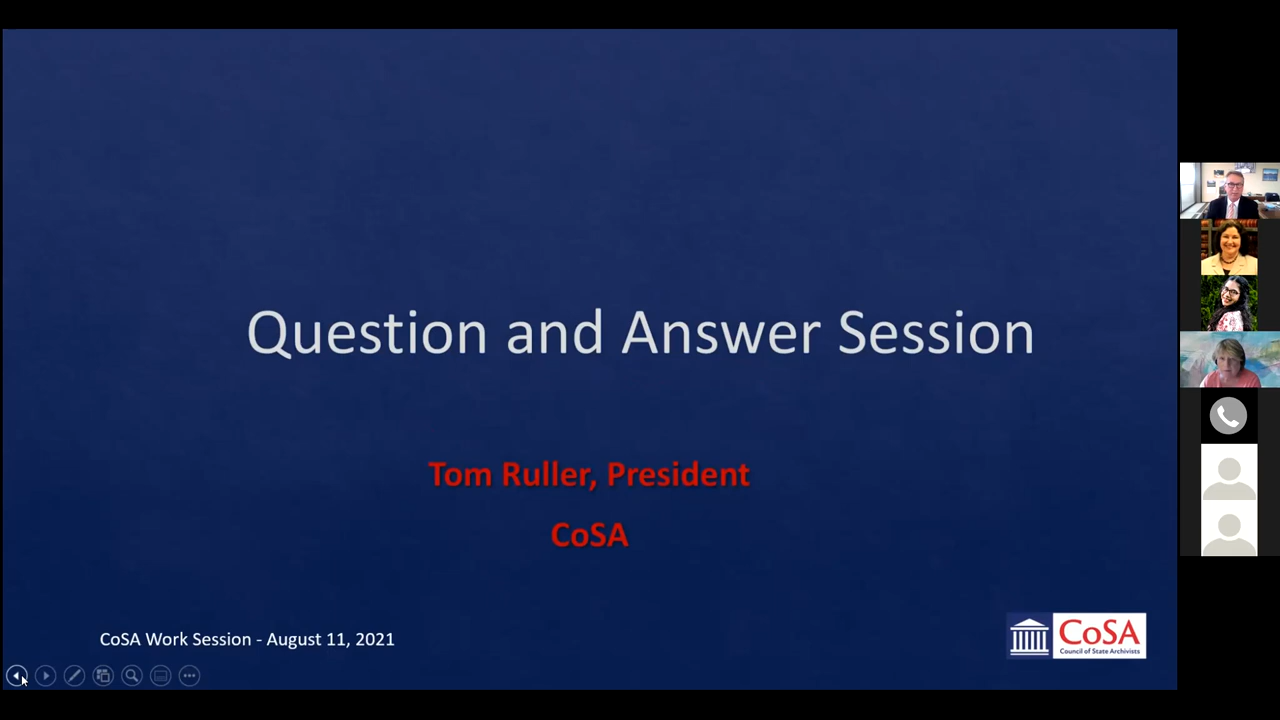 Question and Answer Session
Tom Ruller, President
CoSA
CoSA Work Session - August 11, 2021
CoSA
Council of State Archivists